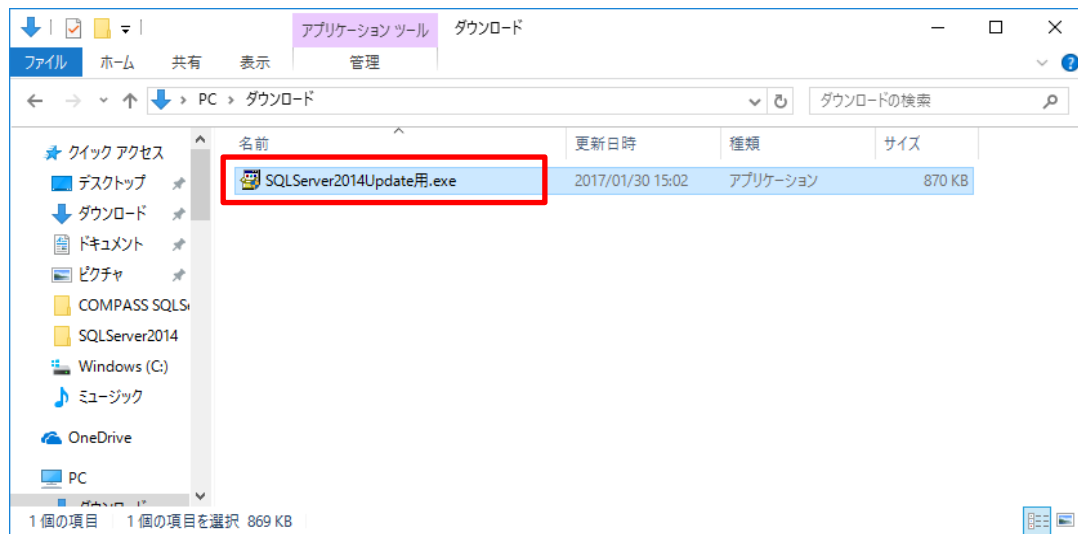 アプリケーション ツール ダウンロード
ファイル ホーム 共有 表示 管理
PC › ダウンロード ダウンロードの検索
名前 更新日時 種類 サイズ
SQLServer2014Update用.exe 2017/01/30 15:02 アプリケーション 870 KB
クイック アクセス
デスクトップ
ダウンロード
ドキュメント
ピクチャ
COMPASS SQLS
SQLServer2014
Windows (C:)
ミュージック
OneDrive
PC
ダウンロード
1 個の項目 1 個の項目を選択 869 KB